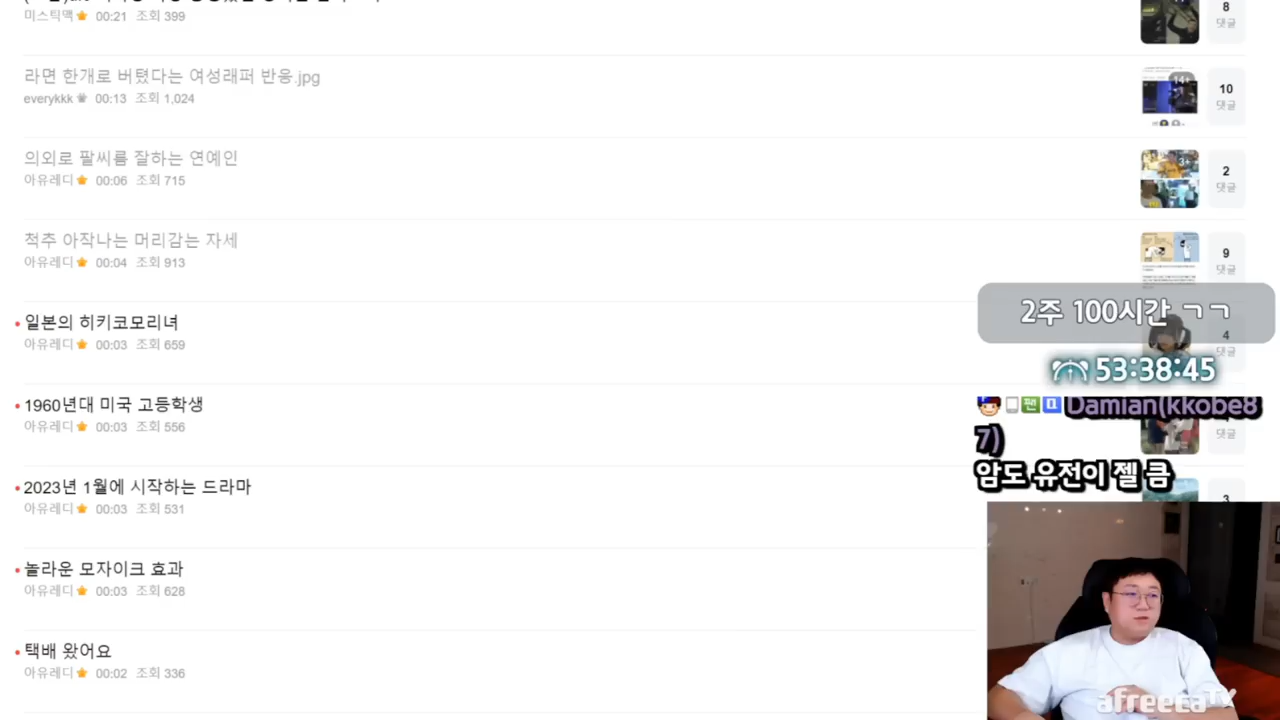 미스틱맥 00:21 조회 399
8
댓글
라면 한개로 버텼다는 여성래퍼 반응.jpg
everykkk 00:13 조회 1,024
14+
10
댓글
의외로 팔씨름 잘하는 연예인
아유레디 00:06 조회 715
3+
2
댓글
척추 아작나는 머리감는 자세
아유레디 00:04 조회 913
9
댓글
일본의 히키코모리녀
아유레디 00:03 조회 659
4
댓글
2주 100시간 ㄱㄱ
53:38:45
1960년대 미국 고등학생
아유레디 00:03 조회 556
댓글
팬
Damian(kkobe8
7)
암도 유전이 젤 큼
2023년 1월에 시작하는 드라마
아유레디 00:03 조회 531
3
놀라운 모자이크 효과
아유레디 00:03 조회 628
택배 왔어요
아유레디 00:02 조회 336
afreecaTV